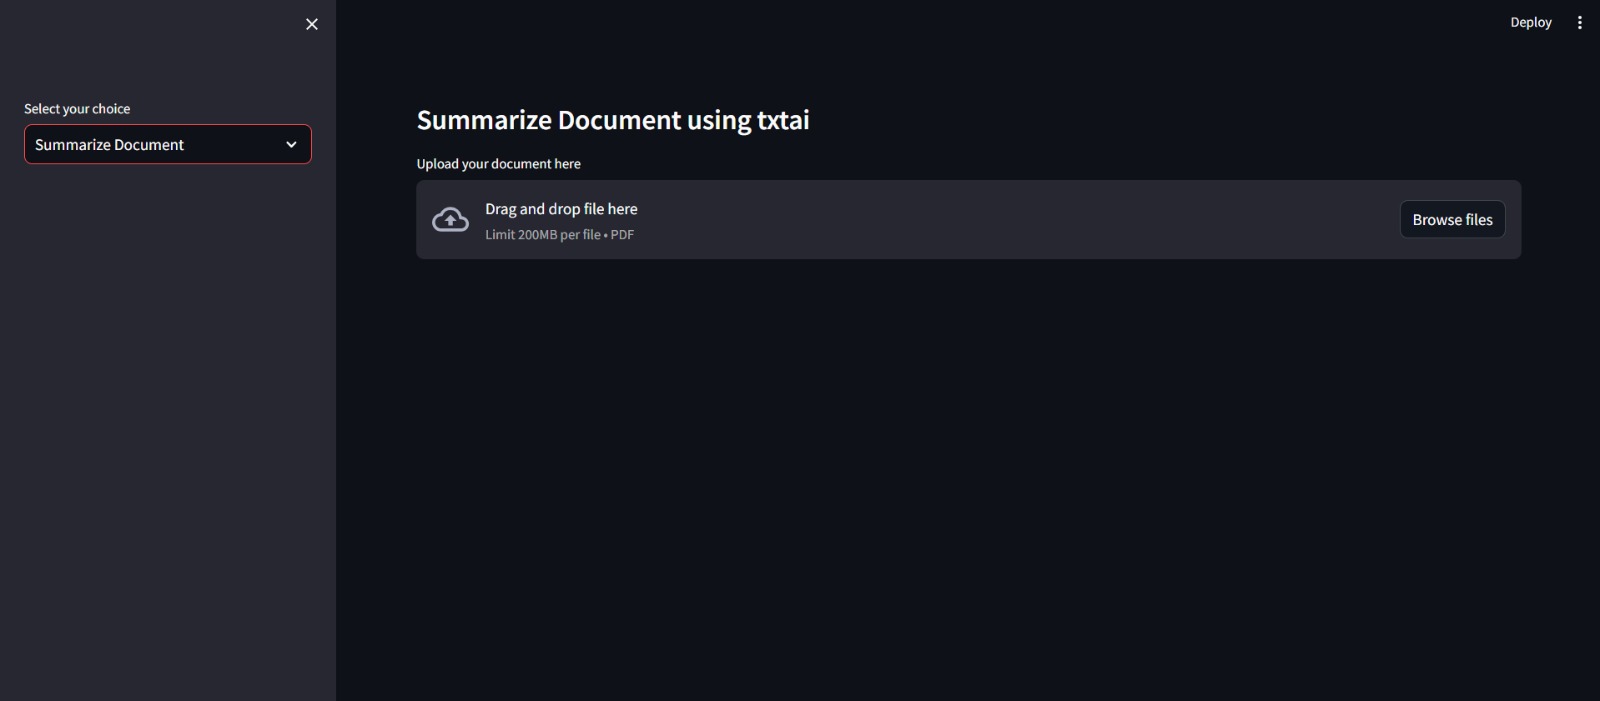 Deploy
Select your choice
Summarize Document
Summarize Document using txtai
Upload your document here
Drag and drop file here
Limit 200MB per file • PDF
Browse files